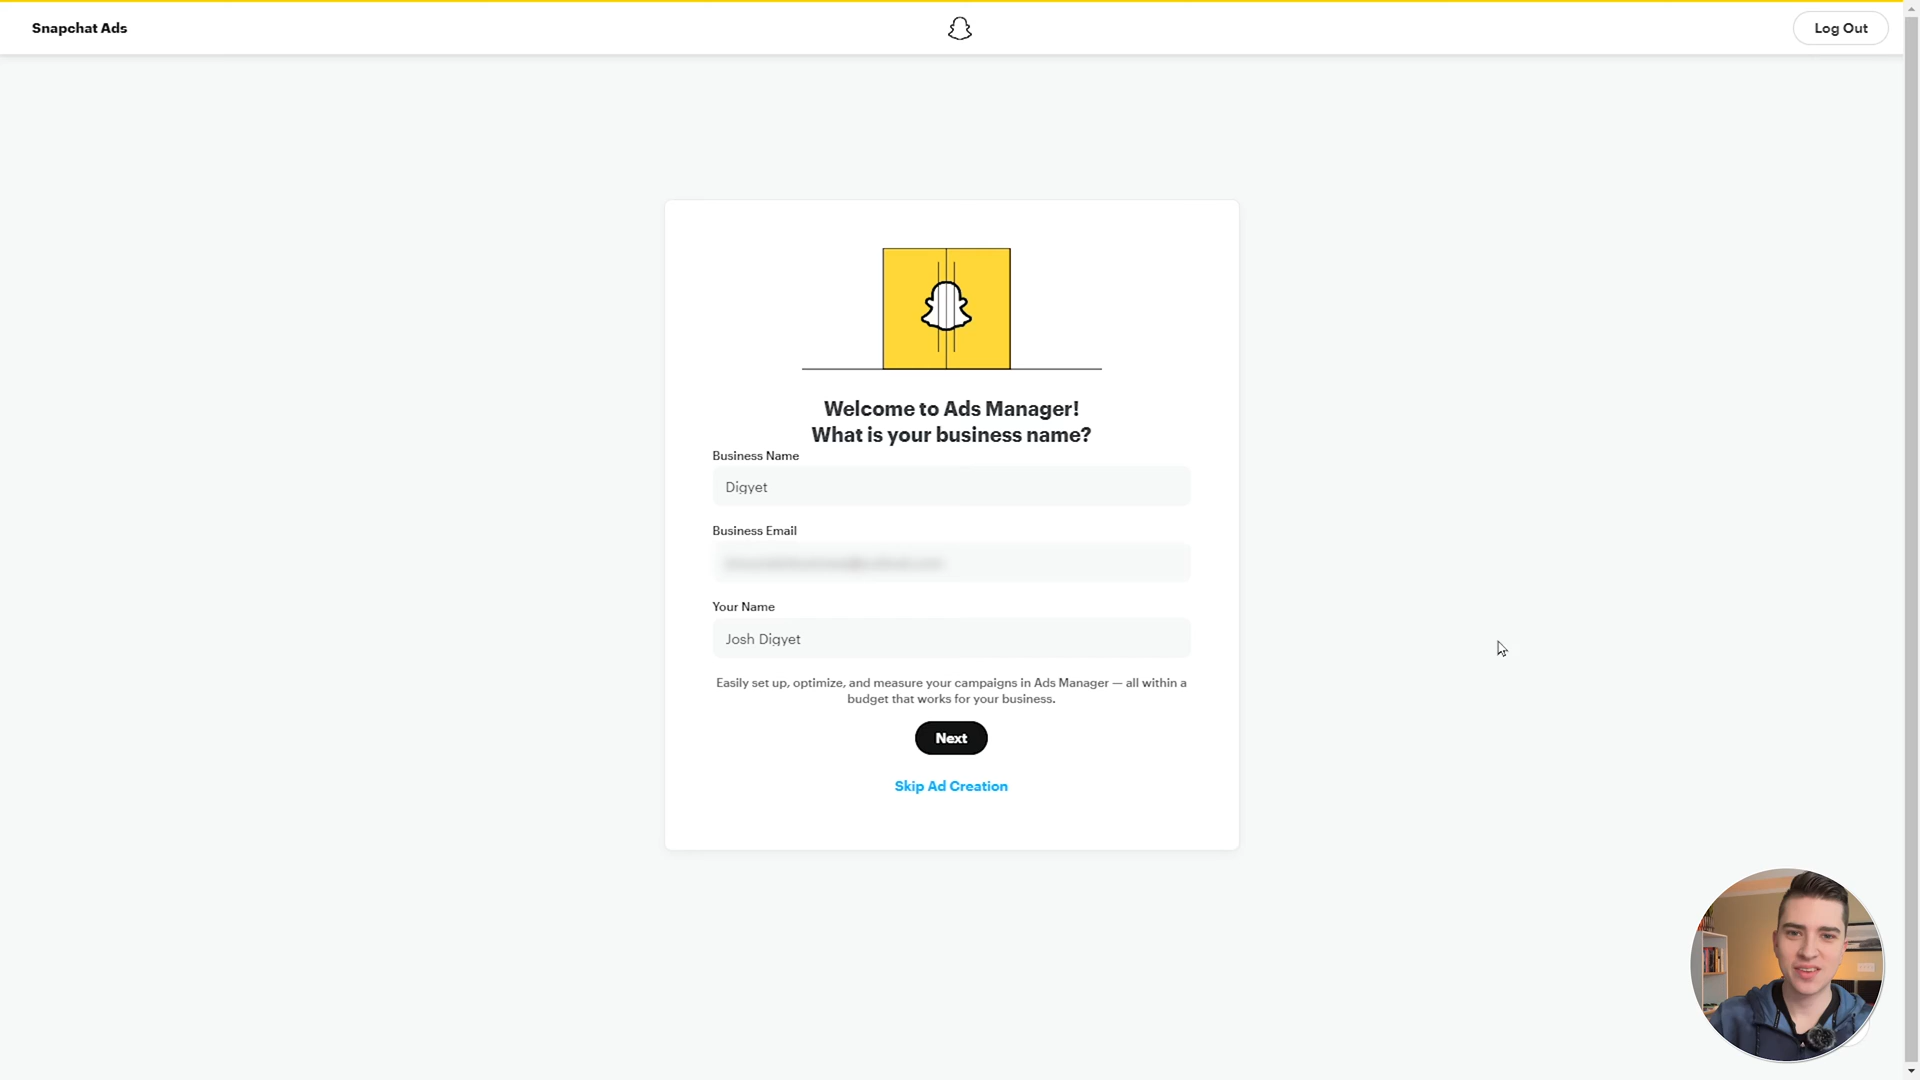 Snapchat Ads
Log Out
Welcome to Ads Manager!
What is your business name?
Business Name
Digyet
Business Email
Your Name
Josh Digyet
Easily set up, optimize, and measure your campaigns in Ads Manager — all within a
budget that works for your business.
Next
Skip Ad Creation